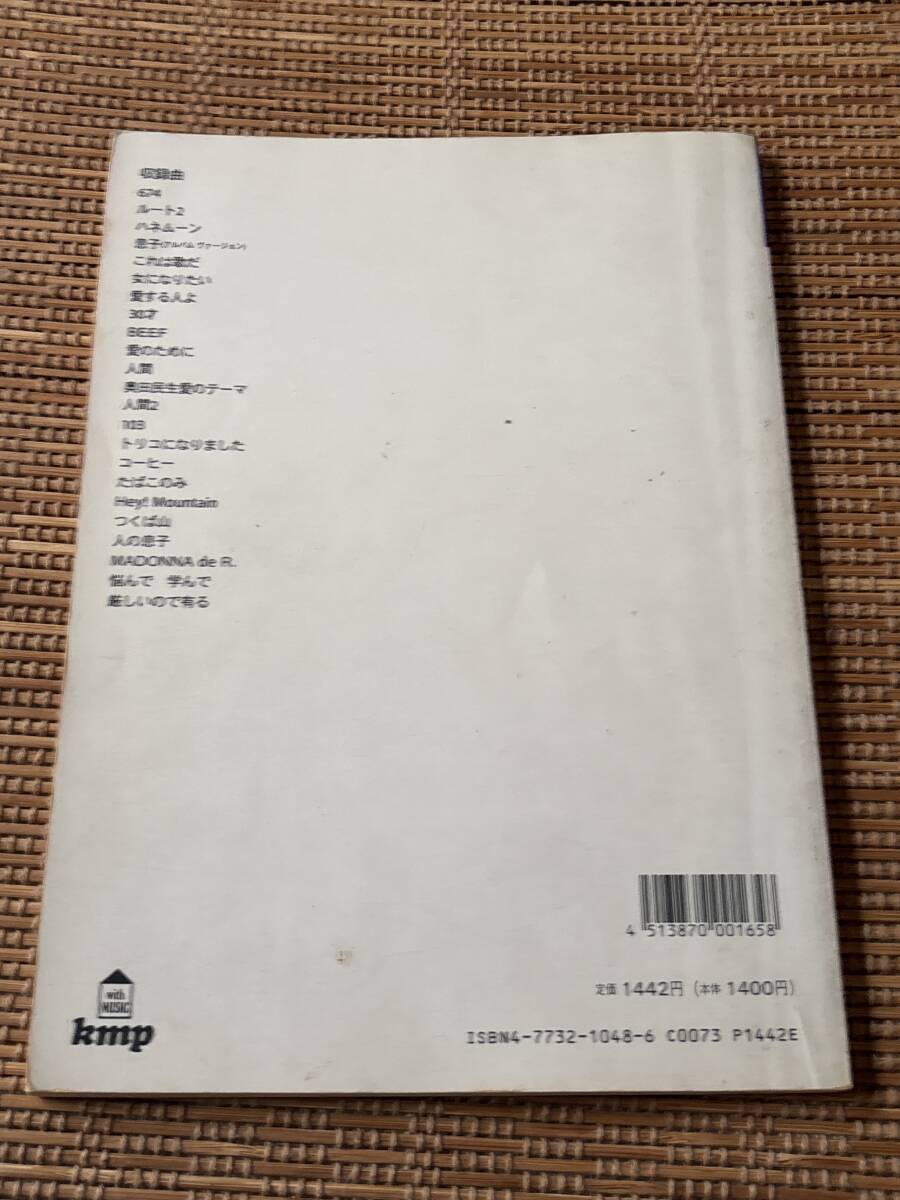 収録曲
674
ルート2
ハネムーン
息子(アルバム ヴァージョン)
これは歌だ
女になりたい
愛する人よ
30才
BEEF
愛のために
人間
奥田民生愛のテーマ
人間2
103
トリコになりました
コーヒー
たばこのみ
Hey! Mountain
つくば山
人の息子
MADONNA de R.
悩んで 学んで
厳しいので有る
4 513870 001658
定価 1442円 (本体 1400円)
with
MUSIC
kmp
ISBN4-7732-1048-6 C0073 P1442E